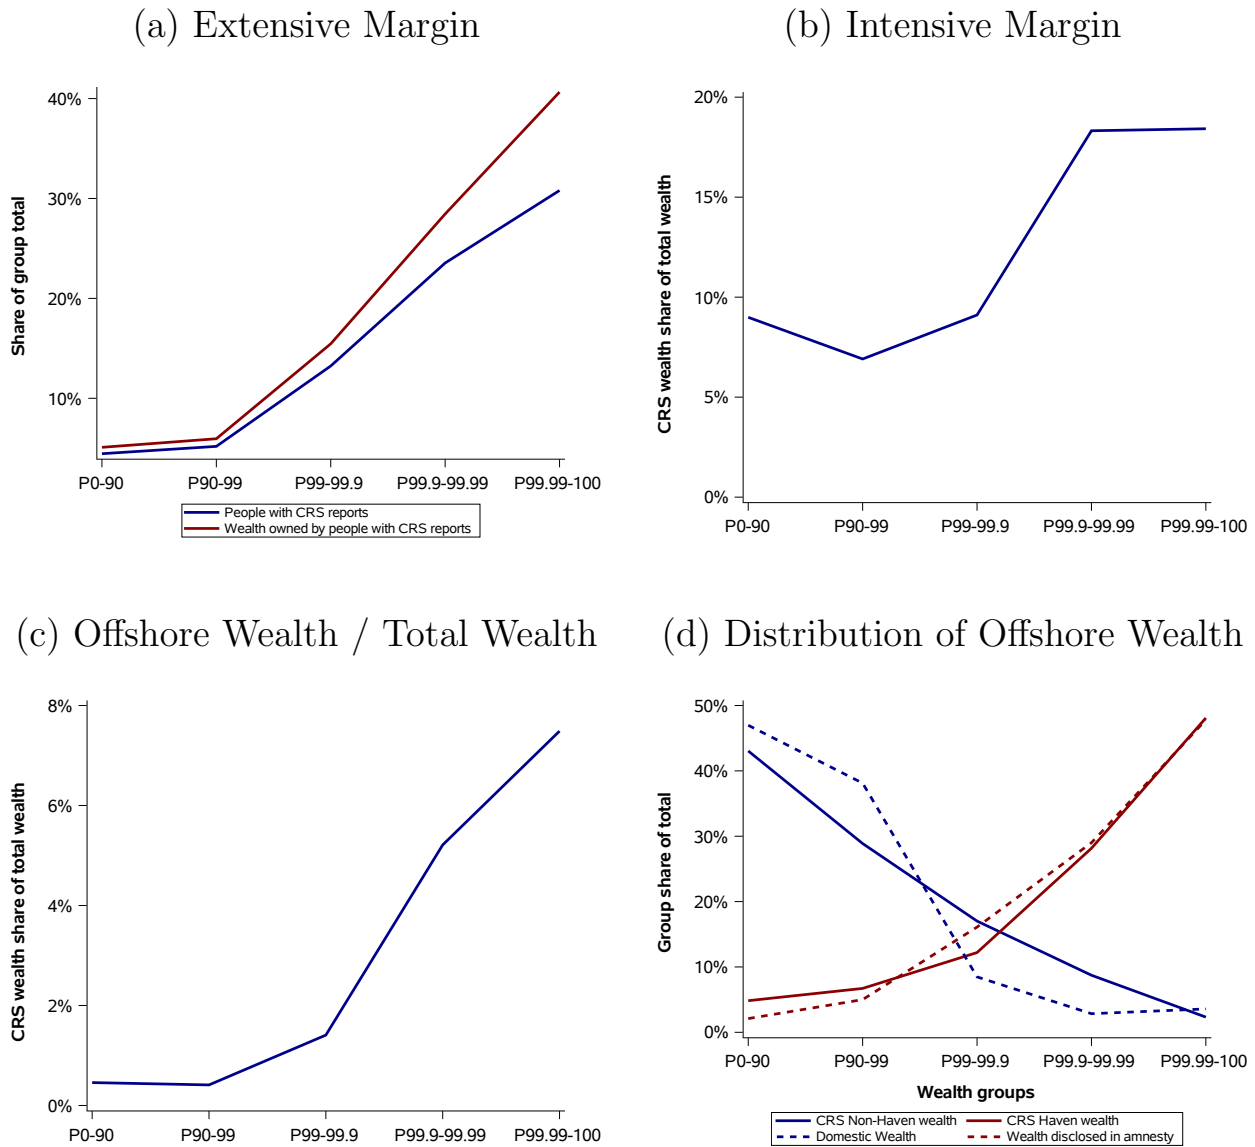 (a) Extensive Margin
40%
30%
20%
10%
Share of group total
P0-90 P90-99 P99-99.9 P99.9-99.99 P99.99-100
People with CRS reports
Wealth owned by people with CRS reports
(b) Intensive Margin
20%
15%
10%
5%
0%
CRS wealth share of total wealth
P0-90 P90-99 P99-99.9 P99.9-99.99 P99.99-100
(c) Offshore Wealth / Total Wealth
8%
6%
4%
2%
0%
CRS wealth share of total wealth
P0-90 P90-99 P99-99.9 P99.9-99.99 P99.99-100
(d) Distribution of Offshore Wealth
50%
40%
30%
20%
10%
0%
Group share of total
P0-90 P90-99 P99-99.9 P99.9-99.99 P99.99-100
Wealth groups
CRS Non-Haven wealth CRS Haven wealth
Domestic Wealth Wealth disclosed in amnesty